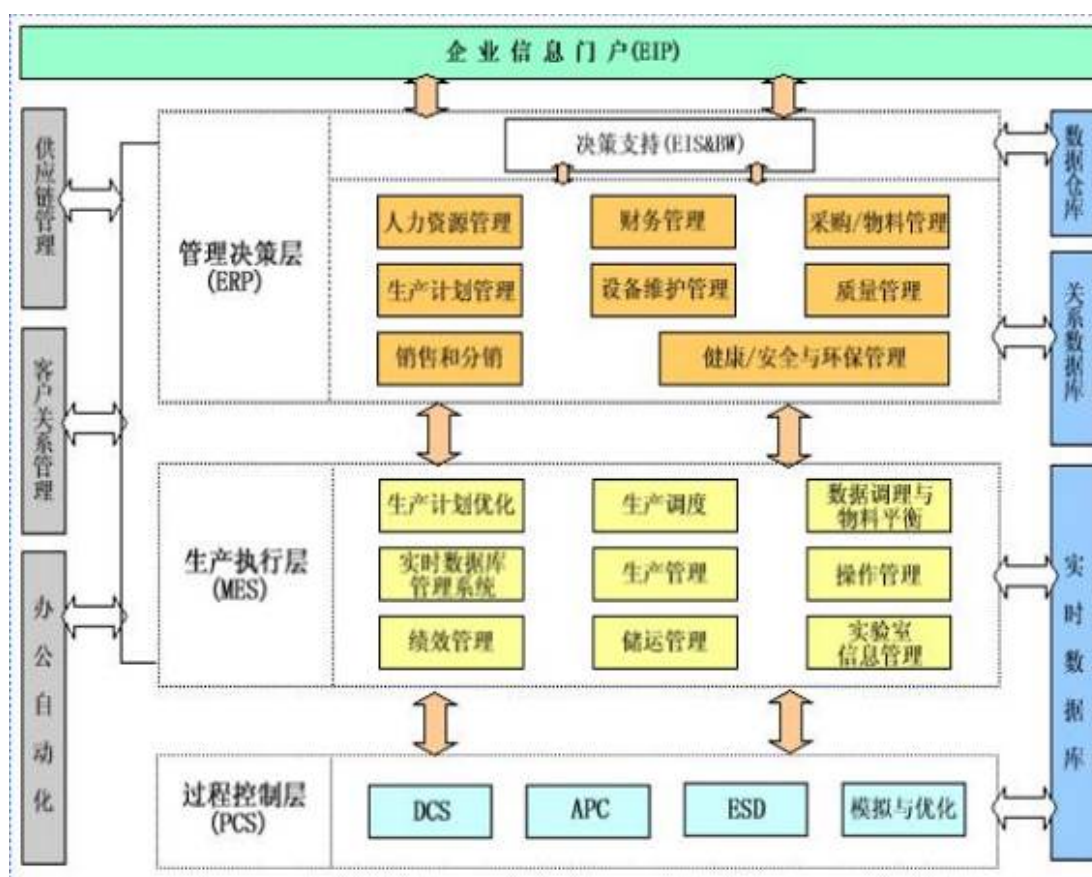 企业信息门户(EIP)
供应链管理
客户关系管理
办公自动化
管理决策层
(ERP)
决策支持(EIS&BW)
人力资源管理
财务管理
采购/物料管理
生产计划管理
设备维护管理
质量管理
销售和分销
健康/安全与环保管理
生产执行层
(MES)
生产计划优化
生产调度
数据调理与
物料平衡
实时数据库
管理系统
生产管理
操作管理
绩效管理
储运管理
实验室
信息管理
过程控制层
(PCS)
DCS
APC
ESD
模拟与优化
数据仓库
关系数据库
实时数据库